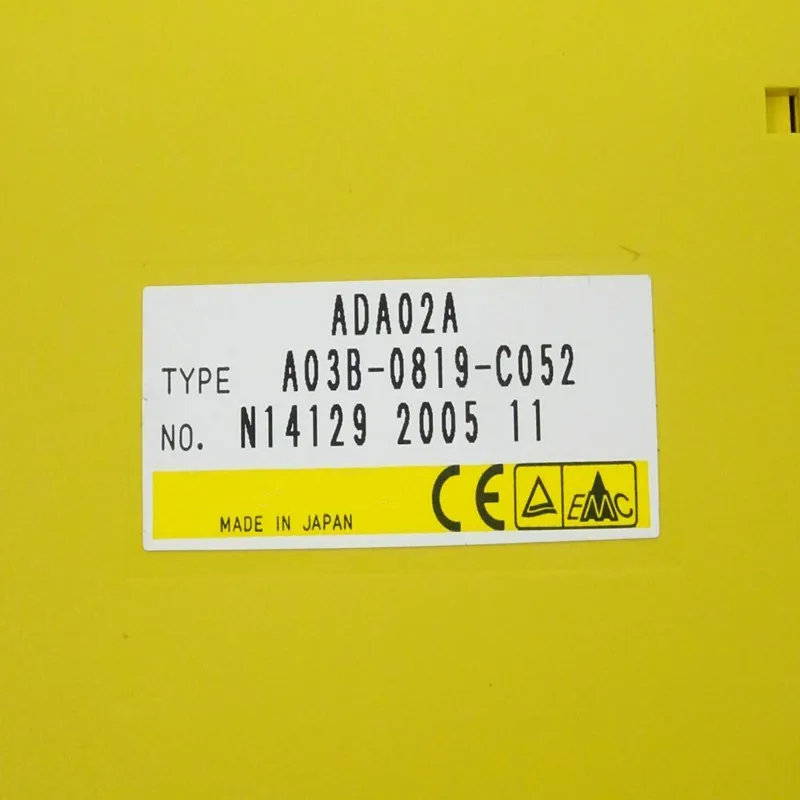 ADA02A
TYPE A03B-0819-C052
NO. N14129 2005 11
MADE IN JAPAN CE EMC